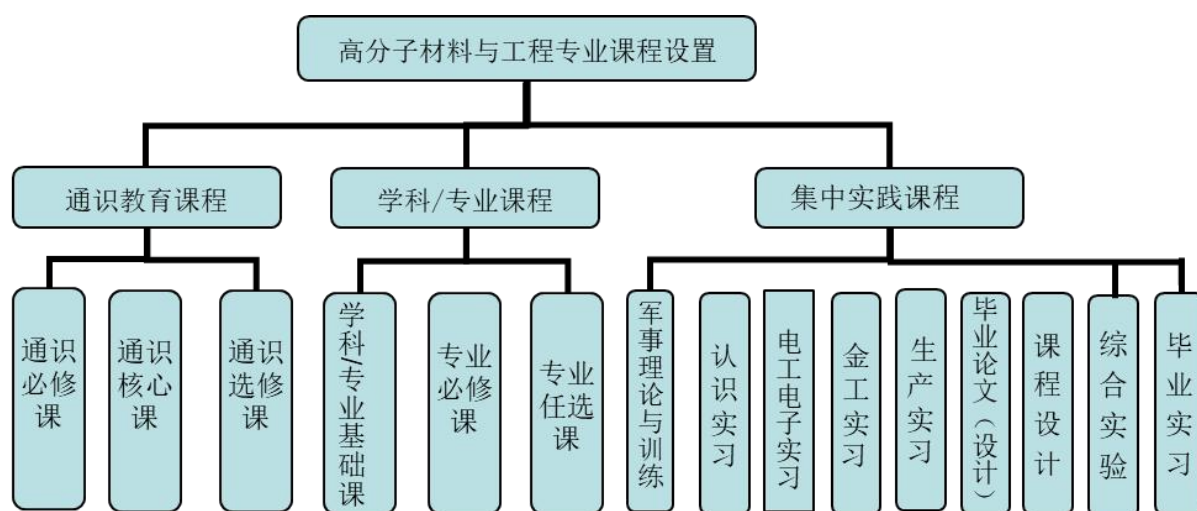 高分子材料与工程专业课程设置
通识教育课程
学科/专业课程
集中实践课程
通识
必修
课
通识
核心
课
通识
选修
课
学科/专业基础课
专业
必修
课
专业
任选
课
军事理论与训练
认识实习
电工电子实习
金工实习
生产实习
毕业论文（设计）
课程设计
综合实验
毕业实习